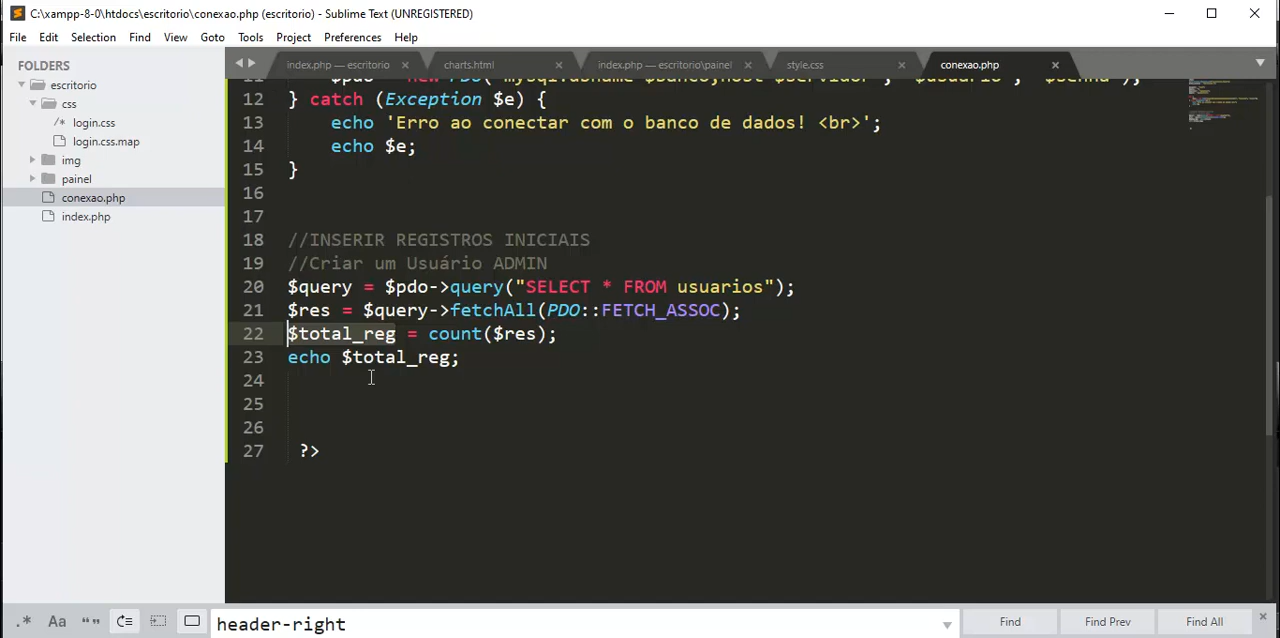 C:\xampp-8-0\htdocs\escritorio\conexao.php (escritorio) - Sublime Text (UNREGISTERED)
File Edit Selection Find View Goto Tools Project Preferences Help
FOLDERS
escritorio
css
/* login.css
login.css.map
img
painel
conexao.php
index.php
index.php — escritorio
charts.html
index.php — escritorio\painel
style.css
conexao.php
12 } catch (Exception $e) {
13 echo 'Erro ao conectar com o banco de dados! <br>';
14 echo $e;
15 }
16
17
18 //INSERIR REGISTROS INICIAIS
19 //Criar um Usuário ADMIN
20 $query = $pdo->query("SELECT * FROM usuarios");
21 $res = $query->fetchAll(PDO::FETCH_ASSOC);
22 $total_reg = count($res);
23 echo $total_reg;
24
25
26
27 ?>
.* Aa “” header-right Find Find Prev Find All